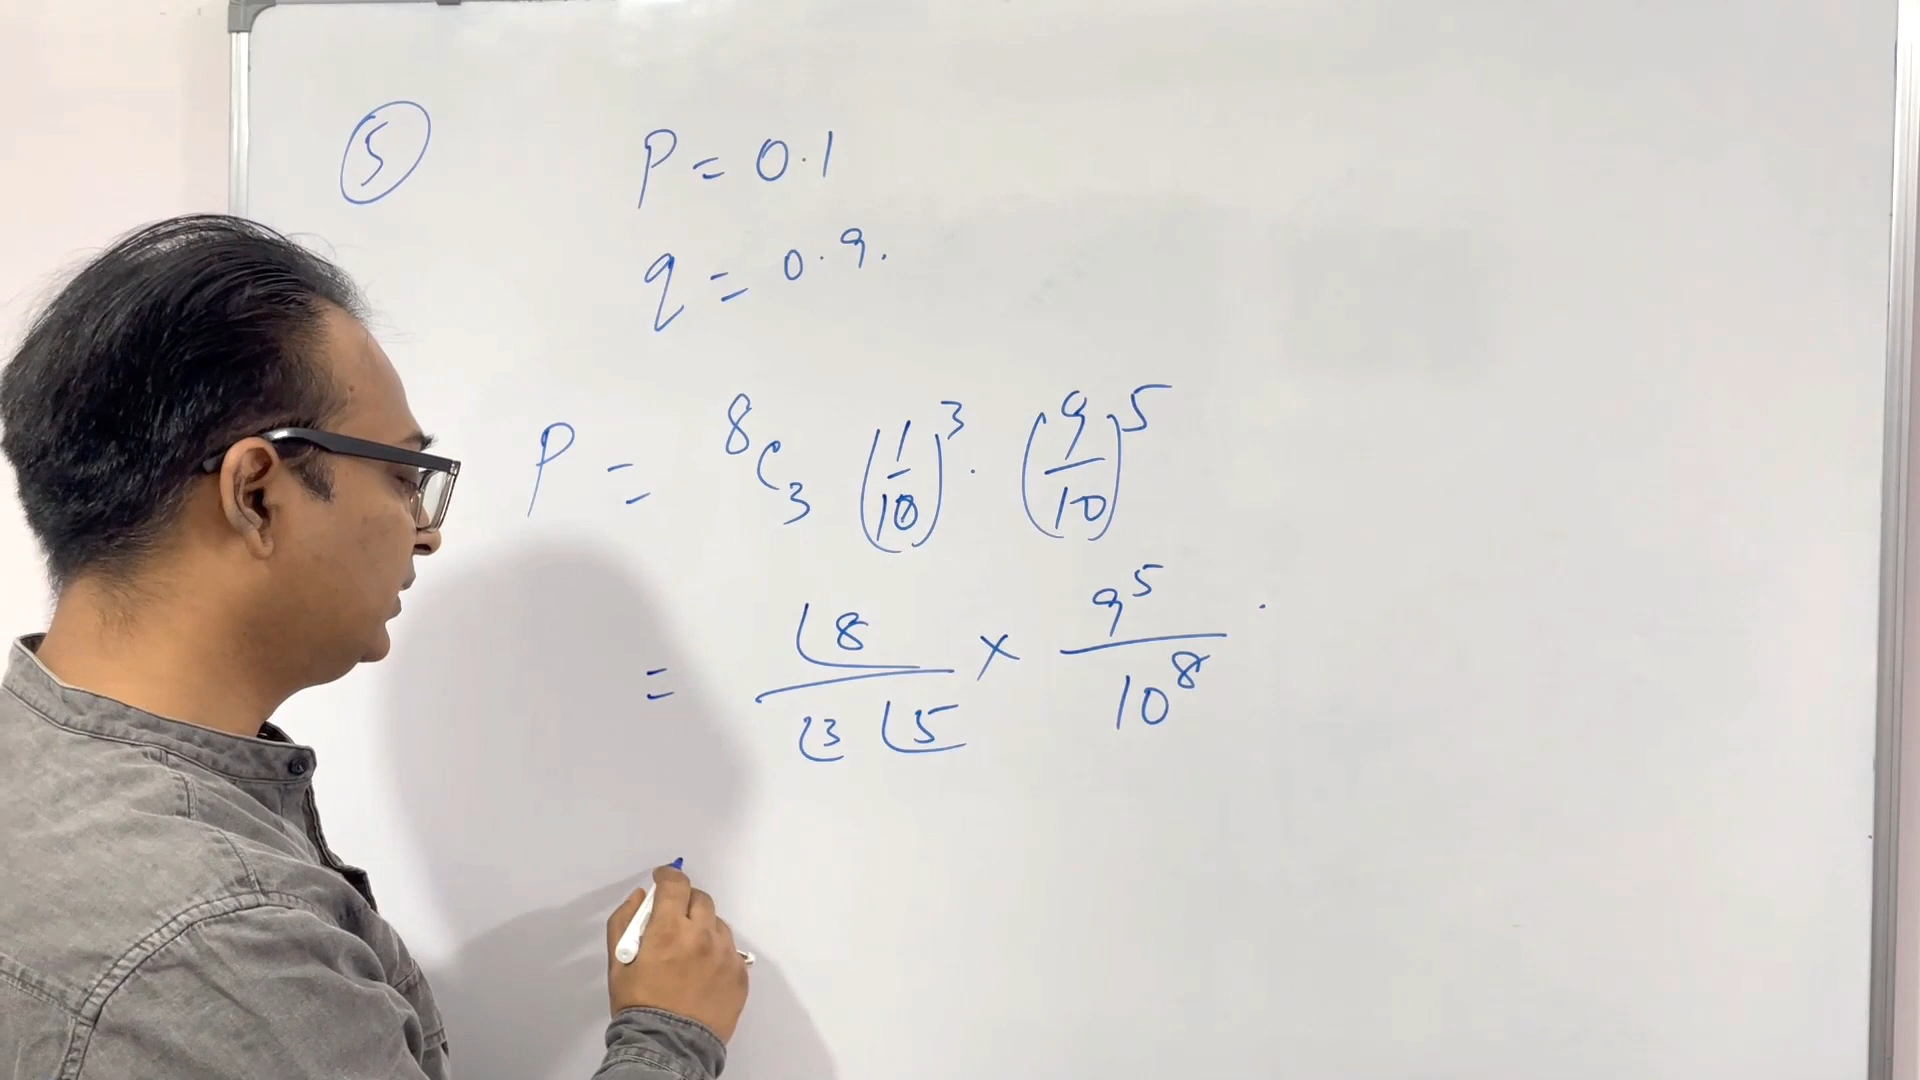 ⑤
P = 0.1
q = 0.9.
P = ⁸C₃ (1/10)³ · (9/10)⁵
= ⌊8 / ⌊3 ⌊5 × 9⁵ / 10⁸ .